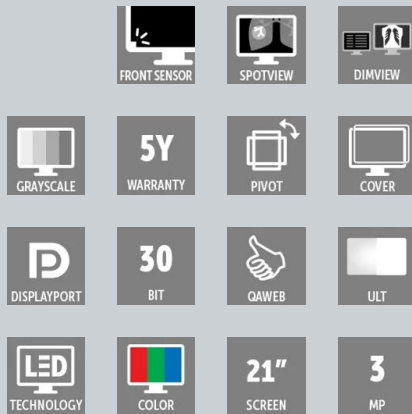 FRONT SENSOR
SPOTVIEW
DIMVIEW
GRAYSCALE
5Y
WARRANTY
PIVOT
COVER
D
DISPLAYPORT
30
BIT
QAWEB
ULT
LED
TECHNOLOGY
COLOR
21"
SCREEN
3
MP